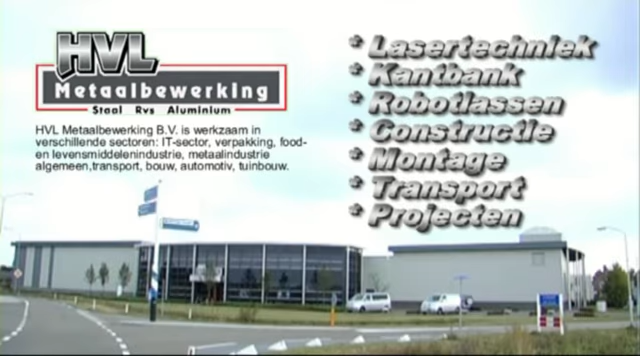 HVL
Metaalbewerking
Staal Rvs Aluminium
HVL Metaalbewerking B.V. is werkzaam in
verschillende sectoren: IT-sector, verpakking, food-
en levensmiddelenindustrie, metaalindustrie
algemeen,transport, bouw, automotiv, tuinbouw.
* Lasertechniek
* Kantbank
* Robotlassen
* Constructie
* Montage
* Transport
* Projecten